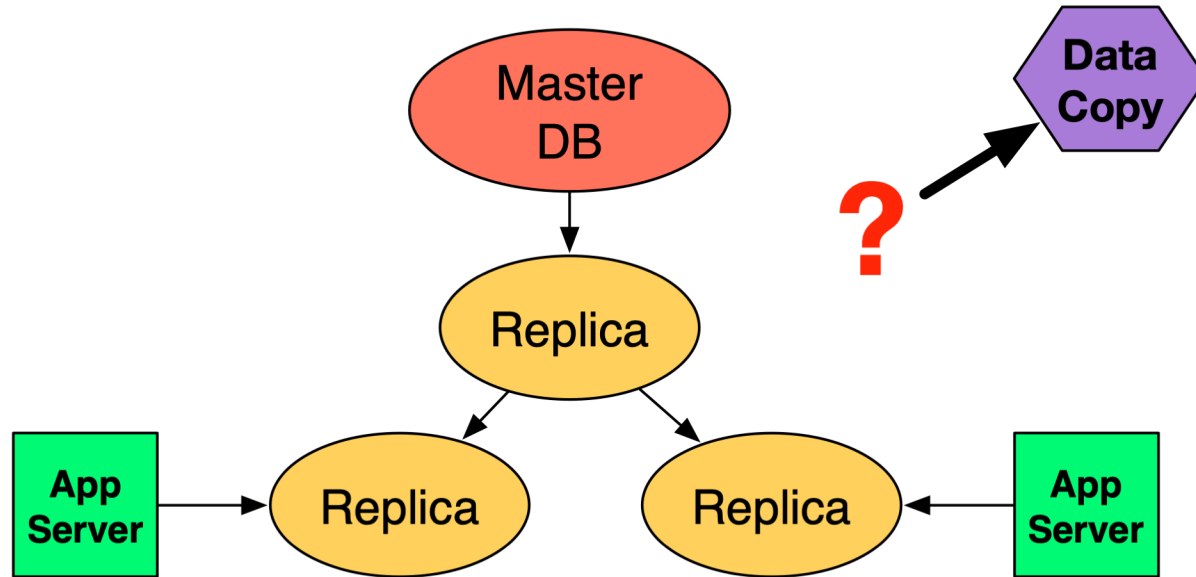 Master
DB
Data
Copy
?
Replica
App
Server
Replica
Replica
App
Server